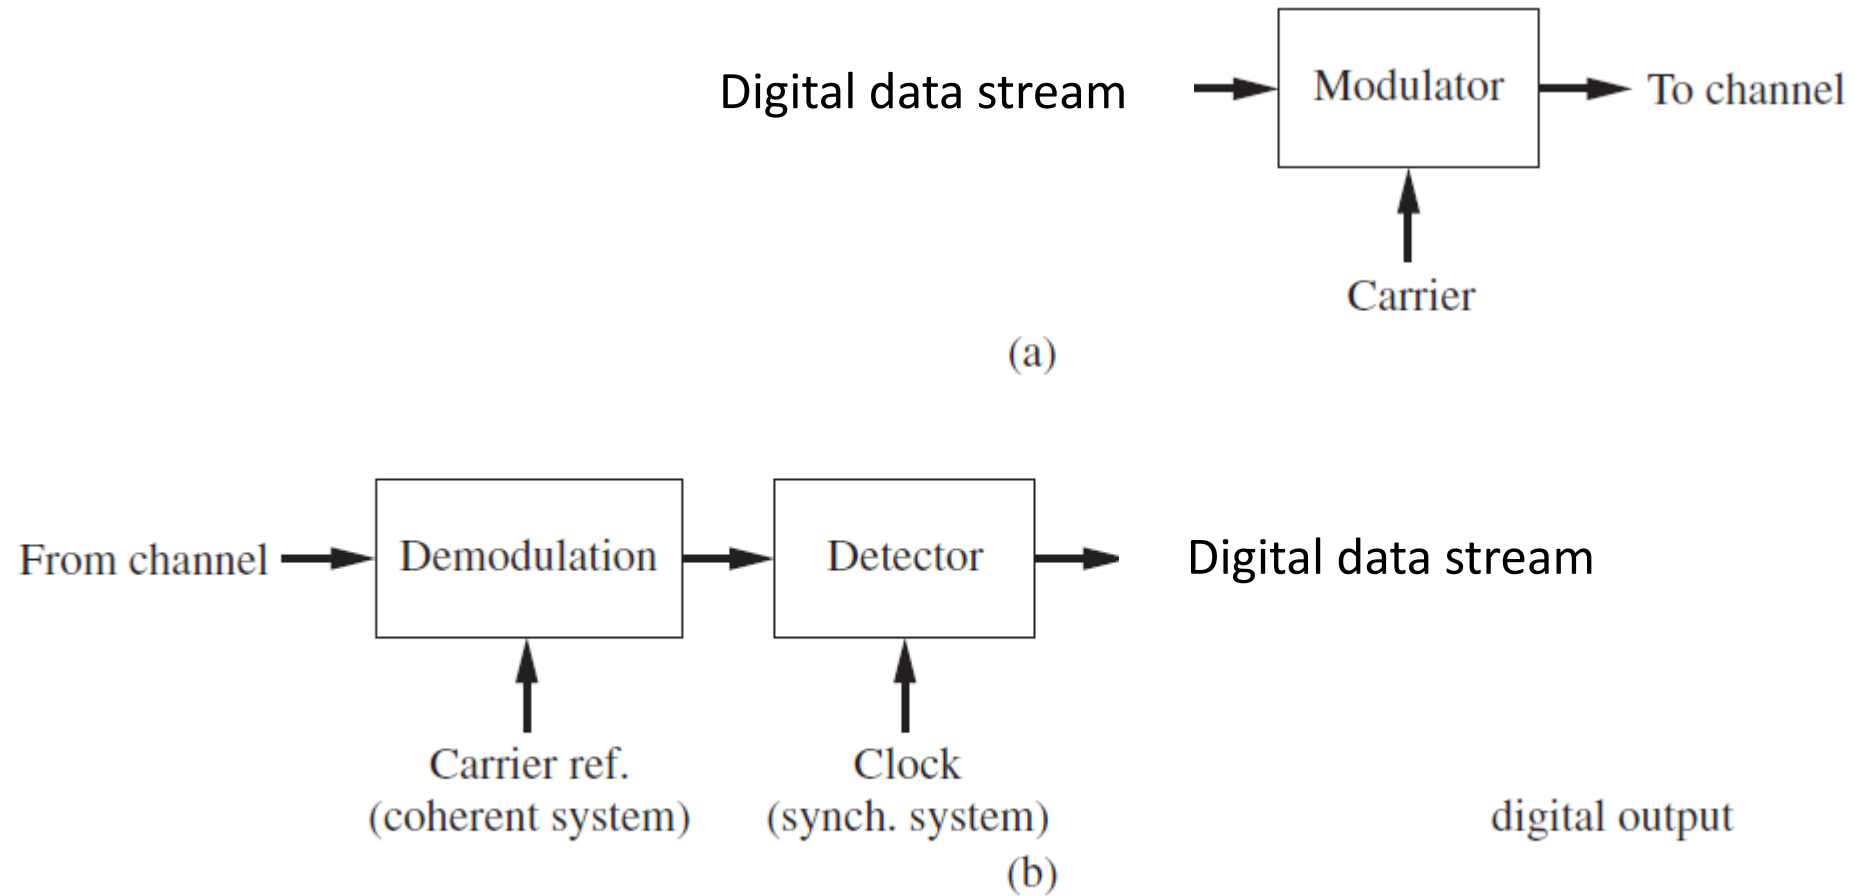 Digital data stream
Modulator
To channel
Carrier
(a)
From channel
Demodulation
Detector
Digital data stream
Carrier ref.
(coherent system)
Clock
(synch. system)
digital output
(b)